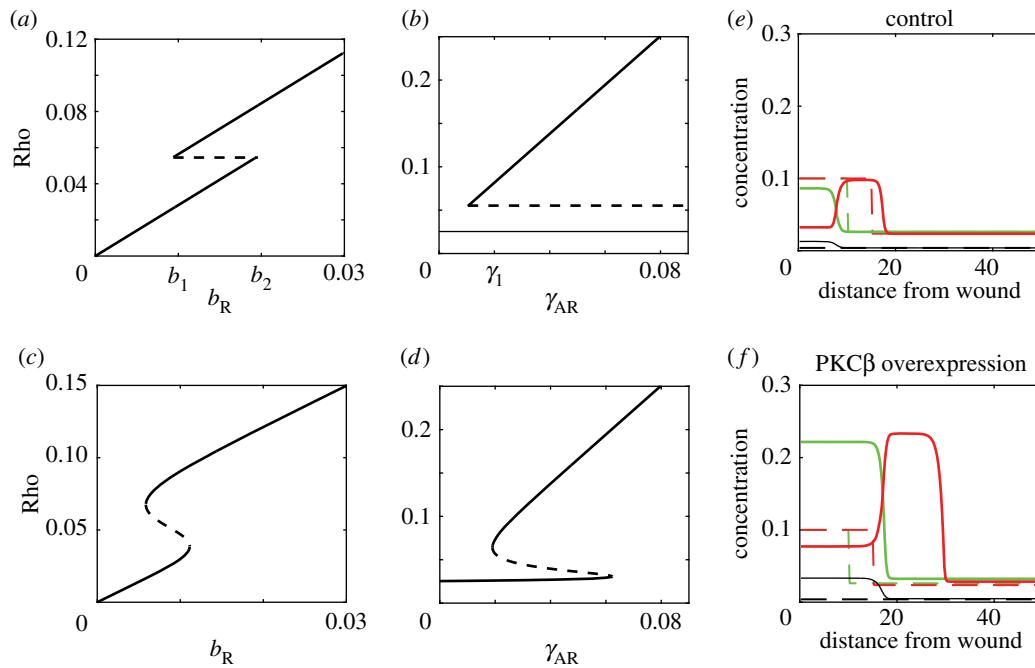 (a)
0.12
0.08
0.04
0
Rho
b1
b2
0.03
bR
(b)
0.2
0.1
0
γ1
0.08
γAR
(e)
control
0.3
0.2
0.1
0
concentration
0
20
40
distance from wound
(c)
0.15
0.10
0.05
0
Rho
0.03
bR
(d)
0.2
0.1
0
0.08
γAR
(f)
PKCβ overexpression
0.3
0.2
0.1
0
concentration
20
40
distance from wound